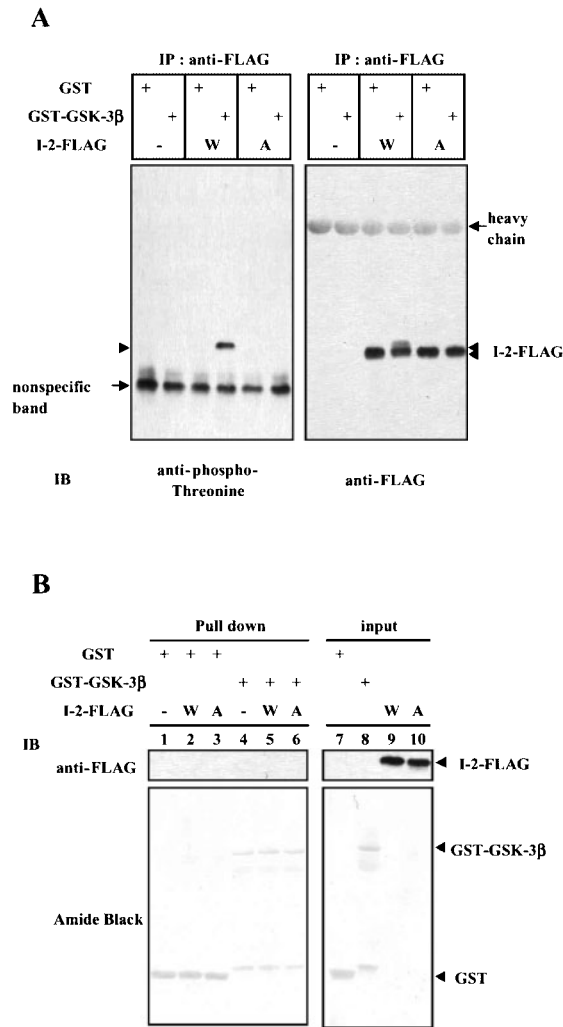 A
IP : anti-FLAG IP : anti-FLAG
GST + + + + + +
GST-GSK-3β + + + + + +
I-2-FLAG - W A - W A
heavy
chain
I-2-FLAG
nonspecific
band
IB anti-phospho-
Threonine anti-FLAG
B
Pull down input
GST + + + +
GST-GSK-3β + + + +
I-2-FLAG - W A - W A W A
1 2 3 4 5 6 7 8 9 10
IB
anti-FLAG I-2-FLAG
GST-GSK-3β
Amide Black
GST